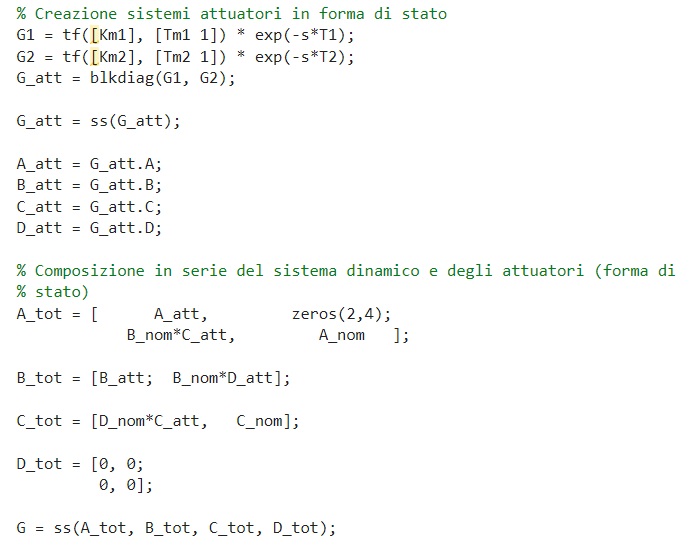 % Creazione sistemi attuatori in forma di stato
G1 = tf([Km1], [Tm1 1]) * exp(-s*T1);
G2 = tf([Km2], [Tm2 1]) * exp(-s*T2);
G_att = blkdiag(G1, G2);
G_att = ss(G_att);
A_att = G_att.A;
B_att = G_att.B;
C_att = G_att.C;
D_att = G_att.D;
% Composizione in serie del sistema dinamico e degli attuatori (forma di
% stato)
A_tot = [      A_att,         zeros(2,4);
            B_nom*C_att,         A_nom   ];
B_tot = [B_att;  B_nom*D_att];
C_tot = [D_nom*C_att,   C_nom];
D_tot = [0, 0;
         0, 0];
G = ss(A_tot, B_tot, C_tot, D_tot);